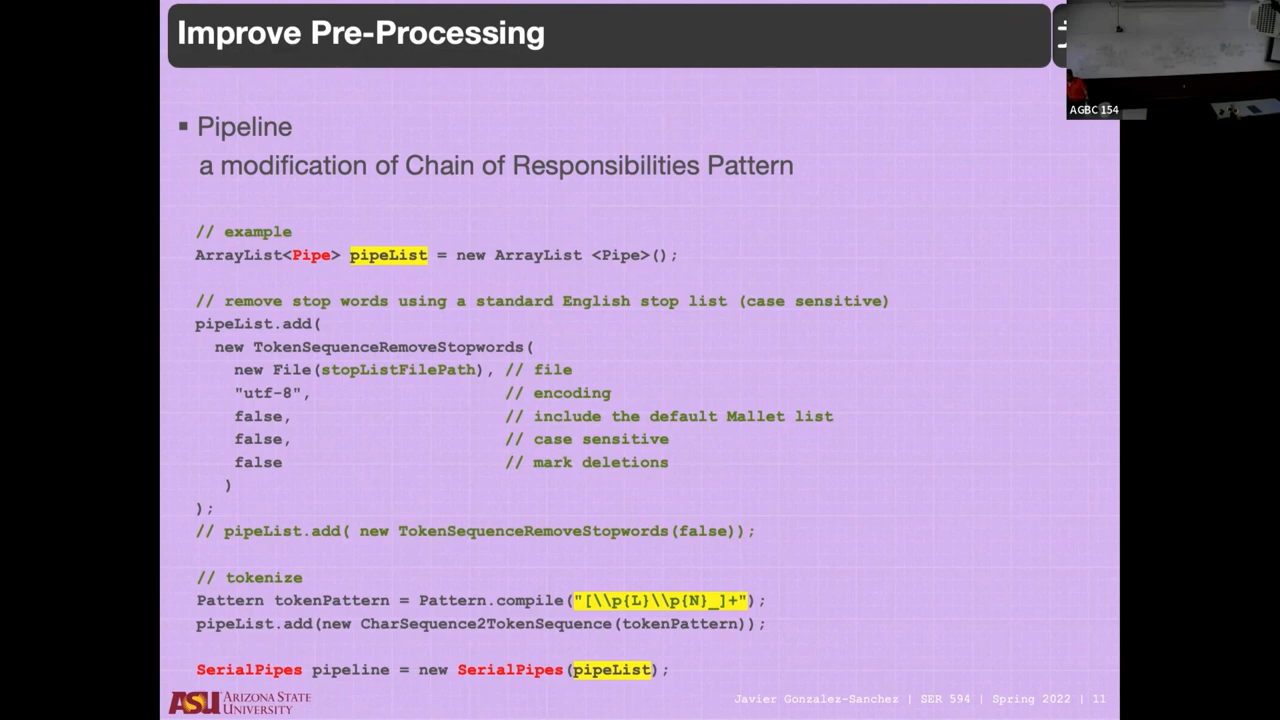 Improve Pre-Processing
AGBC 154
▪ Pipeline
a modification of Chain of Responsibilities Pattern
// example
ArrayList<Pipe> pipeList = new ArrayList <Pipe>();
// remove stop words using a standard English stop list (case sensitive)
pipeList.add(
new TokenSequenceRemoveStopwords(
new File(stopListFilePath), // file
"utf-8", // encoding
false, // include the default Mallet list
false, // case sensitive
false // mark deletions
)
);
// pipeList.add( new TokenSequenceRemoveStopwords(false));
// tokenize
Pattern tokenPattern = Pattern.compile("[\\p{L}\\p{N}_]+");
pipeList.add(new CharSequence2TokenSequence(tokenPattern));
SerialPipes pipeline = new SerialPipes(pipeList);
ASU ARIZONA STATE
UNIVERSITY
Javier Gonzalez-Sanchez | SER 594 | Spring 2022 | 11